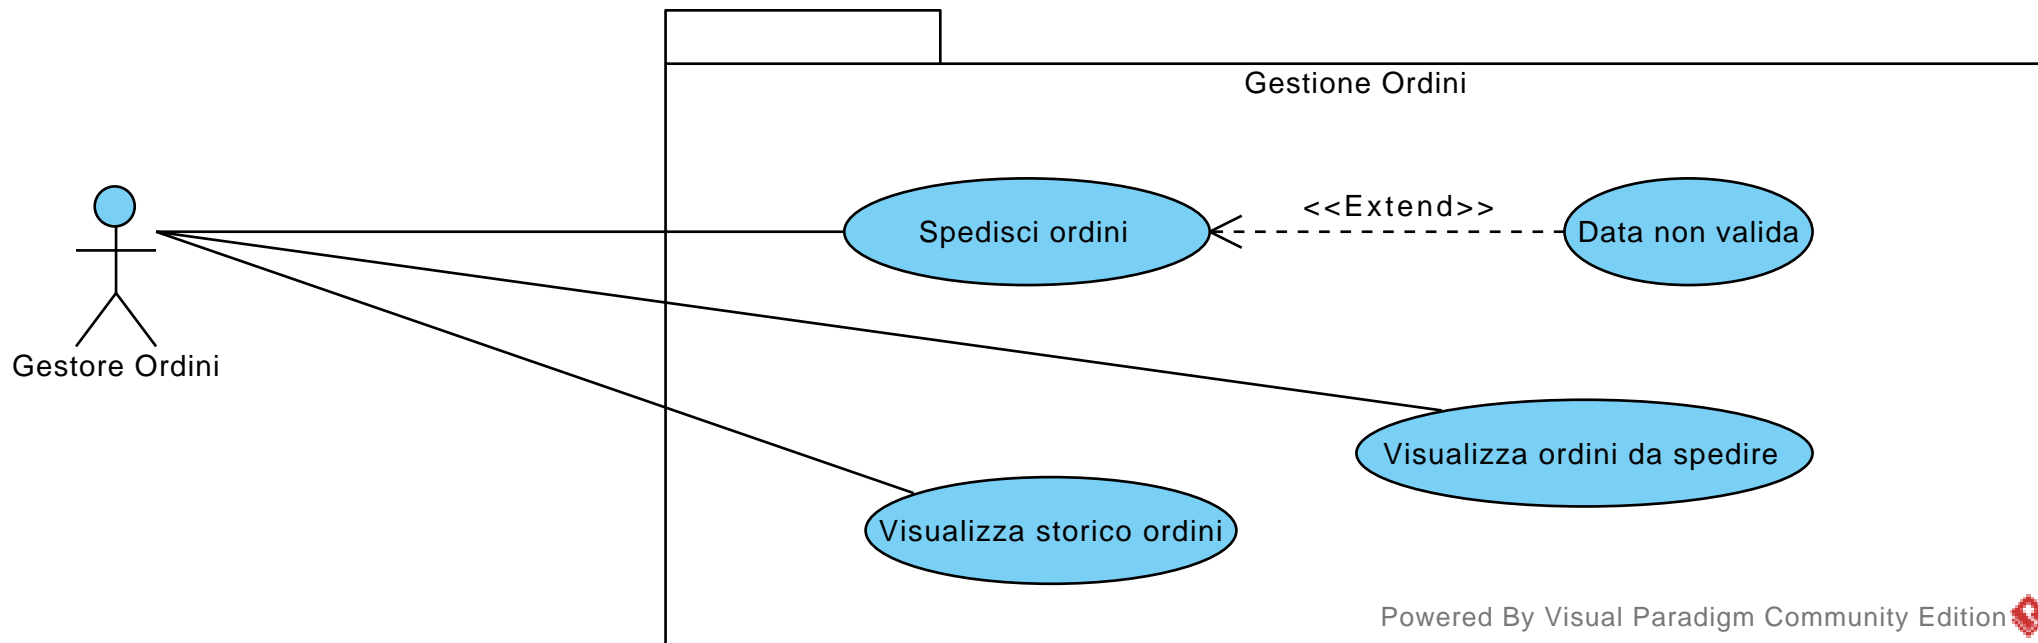 Gestione Ordini
Spedisci ordini
<<Extend>>
Data non valida
Gestore Ordini
Visualizza ordini da spedire
Visualizza storico ordini
Powered By Visual Paradigm Community Edition